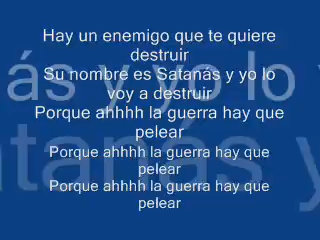 Hay un enemigo que te quiere
destruir
Su nombre es Satanás y yo lo
voy a destruir
Porque ahhhh la guerra hay que
pelear
Porque ahhhh la guerra hay que
pelear
Porque ahhhh la guerra hay que
pelear